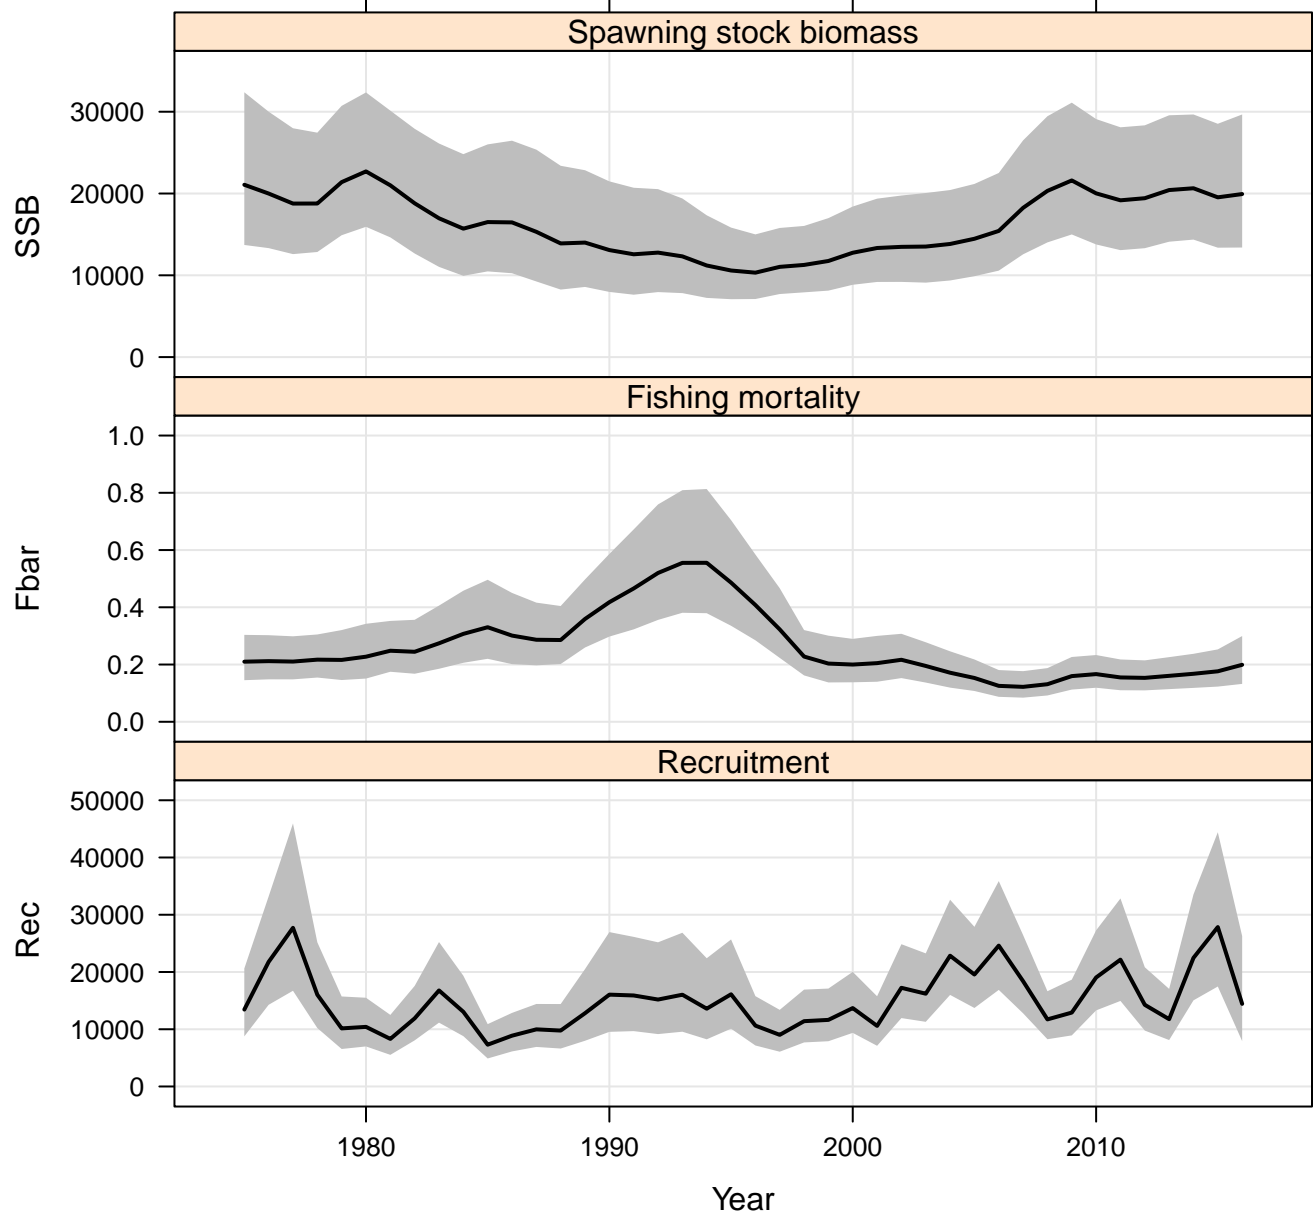 Spawning stock biomass
SSB
30000
20000
10000
0
Fishing mortality
Fbar
1.0
0.8
0.6
0.4
0.2
0.0
Recruitment
Rec
50000
40000
30000
20000
10000
0
1980 1990 2000 2010
Year